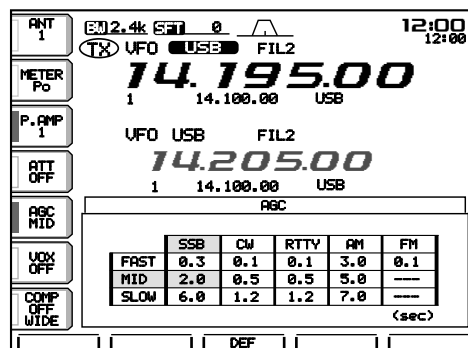 ANT
1
BW 2.4k SFT 0
12:00
12:00
TX VFO USB FIL2
METER
Po
14.195.00
1 14.100.00 USB
P.AMP
1
VFO USB FIL2
ATT
OFF
14.205.00
1 14.100.00 USB
AGC
MID
AGC
SSB CW RTTY AM FM
FAST 0.3 0.1 0.1 3.0 0.1
MID 2.0 0.5 0.5 5.0 ---
SLOW 6.0 1.2 1.2 7.0 ---
(sec)
VOX
OFF
COMP
OFF
WIDE
DEF